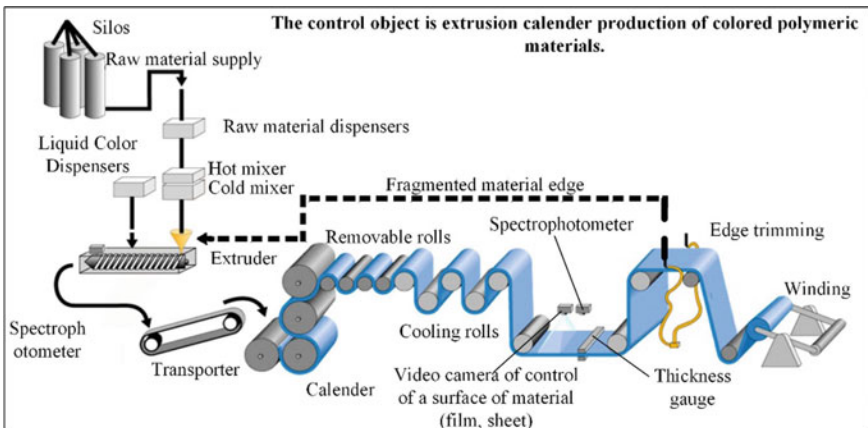 The control object is extrusion calender production of colored polymeric
materials.
Silos
Raw material supply
Raw material dispensers
Liquid Color
Dispensers
Hot mixer
Cold mixer
Fragmented material edge
Spectrophotometer
Edge trimming
Removable rolls
Extruder
Winding
Spectroph
otometer
Cooling rolls
Transporter
Calender
Video camera of control
of a surface of material
(film, sheet)
Thickness
gauge